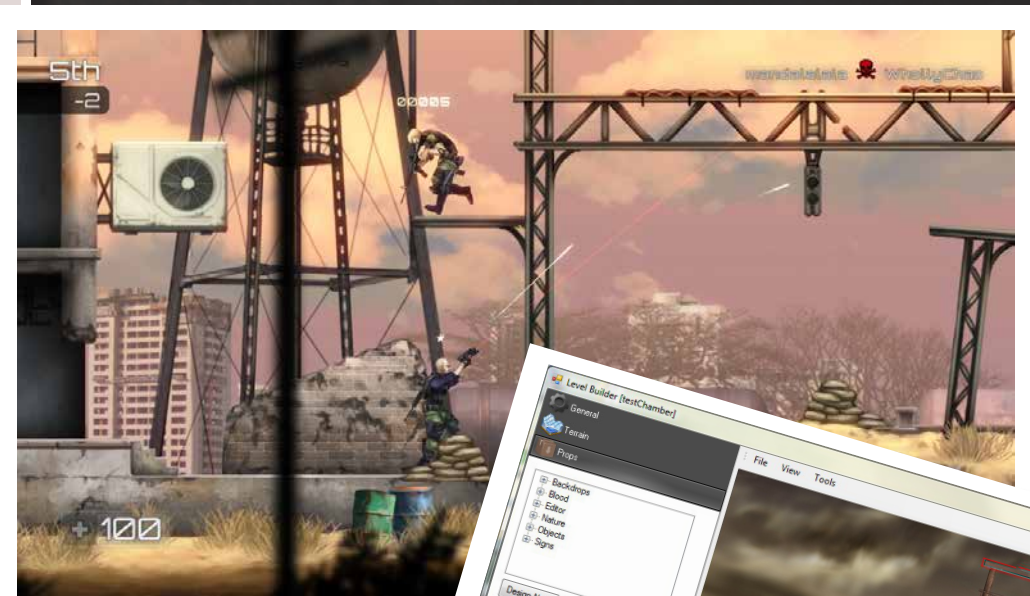 5th
-2
mandalalala WhollyChao
00005
+ 100
Level Builder [testChamber]
General
Terrain
Props
File View Tools
Backdrops
Blood
Editor
Nature
Objects
Signs